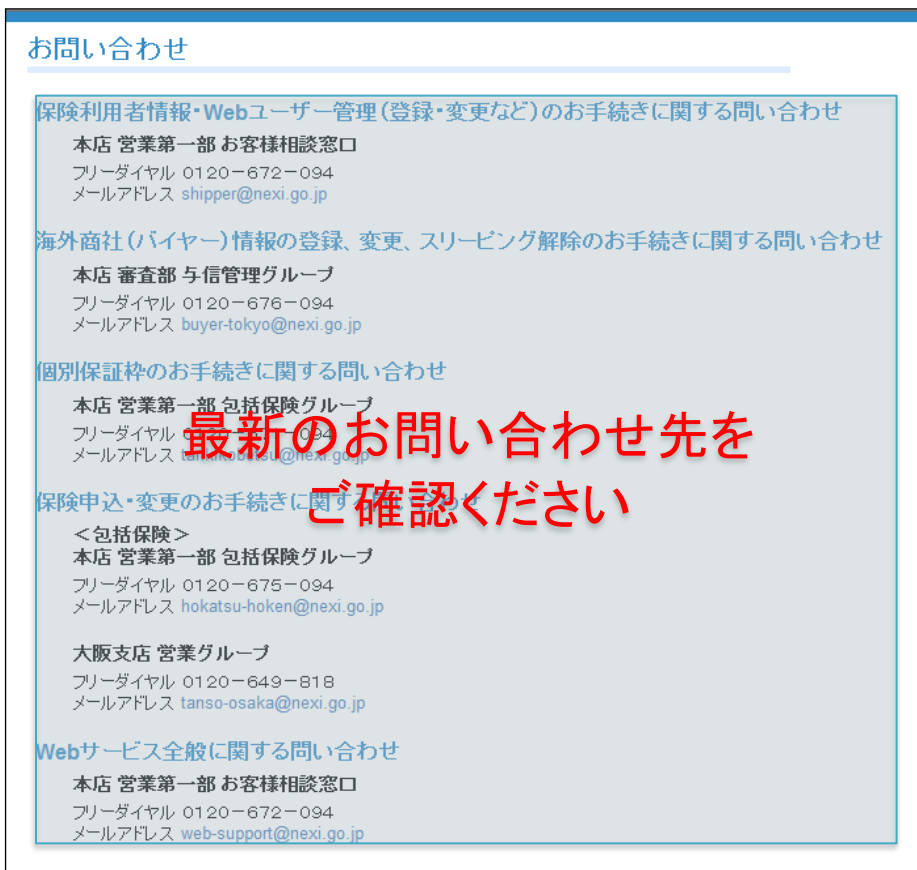 お問い合わせ
保険利用者情報・Webユーザー管理(登録・変更など)のお手続きに関する問い合わせ
本店 営業第一部 お客様相談窓口
フリーダイヤル 0120-672-094
メールアドレス shipper@nexi.go.jp
海外商社(バイヤー)情報の登録、変更、スリーピング解除のお手続きに関する問い合わせ
本店 審査部 与信管理グループ
フリーダイヤル 0120-676-094
メールアドレス buyer-tokyo@nexi.go.jp
個別保証枠のお手続きに関する問い合わせ
本店 営業第一部 包括保険グループ
フリーダイヤル
メールアドレス
最新のお問い合わせ先を
ご確認ください
保険申込・変更のお手続きに関する問い合わせ
<包括保険>
本店 営業第一部 包括保険グループ
フリーダイヤル 0120-675-094
メールアドレス hokatsu-hoken@nexi.go.jp
大阪支店 営業グループ
フリーダイヤル 0120-649-818
メールアドレス tanso-osaka@nexi.go.jp
Webサービス全般に関する問い合わせ
本店 営業第一部 お客様相談窓口
フリーダイヤル 0120-672-094
メールアドレス web-support@nexi.go.jp